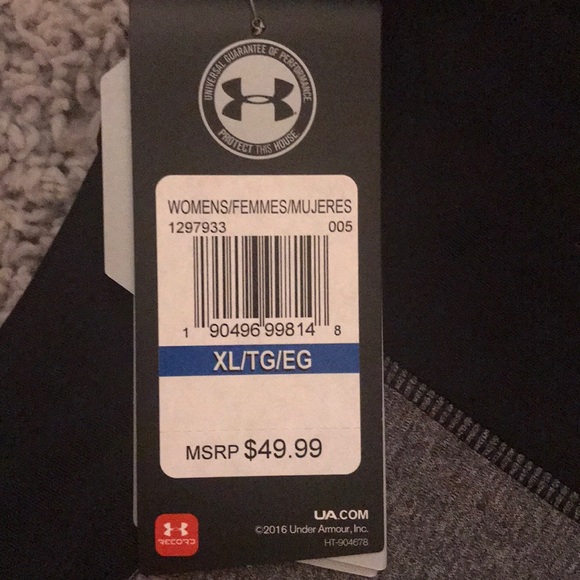 UNIVERSAL GUARANTEE OF PERFORMANCE
PROTECT THIS HOUSE
WOMENS/FEMMES/MUJERES
1297933 005
1 90496 99814 8
XL/TG/EG
MSRP $49.99
UA.COM
©2016 Under Armour, Inc.
HT-904678
RECORD